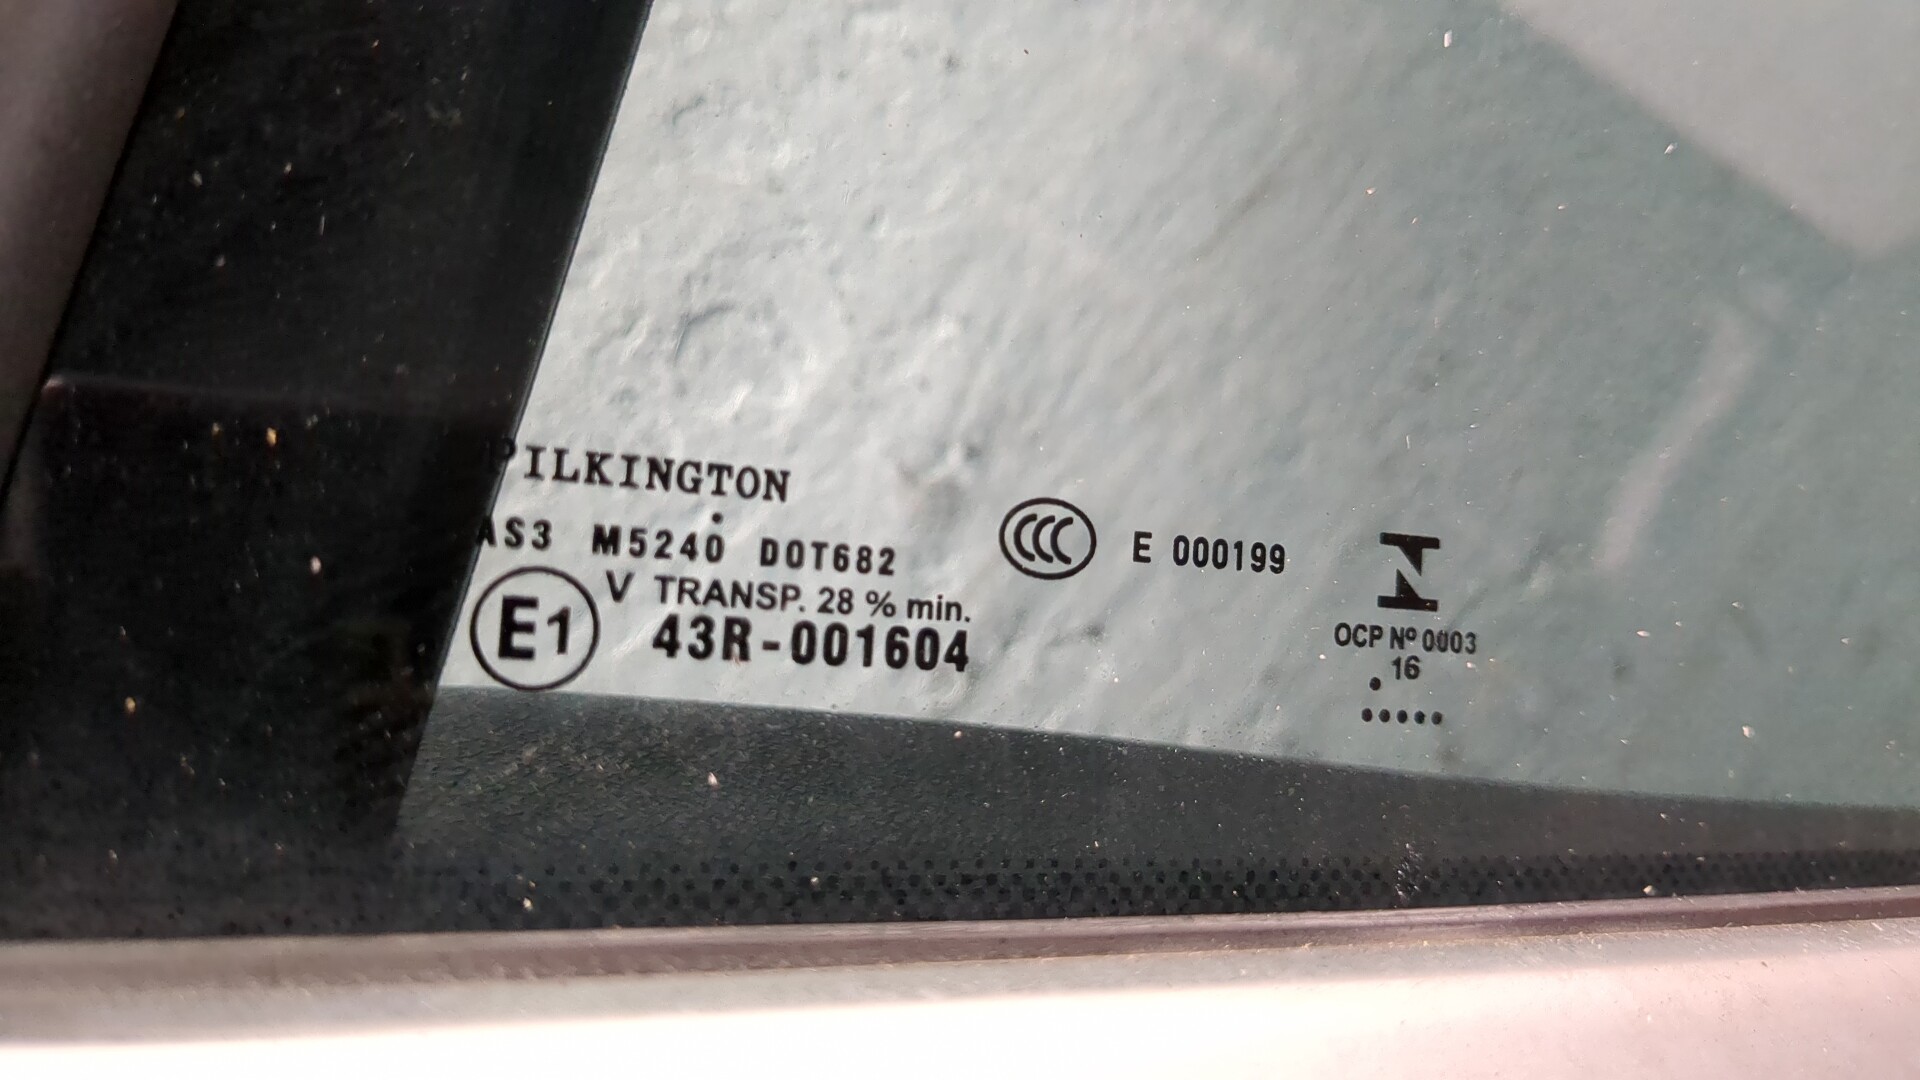 PILKINGTON
AS3 M5240 DOT682
V TRANSP. 28 % min.
E1 43R-001604
CCC E 000199
OCP Nº 0003
16